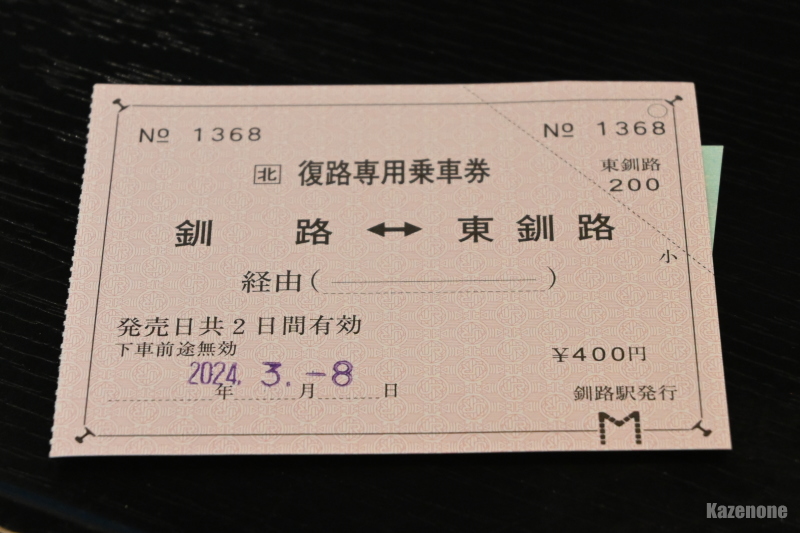 № 1368
№ 1368
北 復路専用乗車券
東釧路
200
釧路 ↔ 東釧路
小
経由( )
発売日共2日間有効
下車前途無効
¥400円
2024. 3. -8
年 月 日
釧路駅発行
M
Kazenone